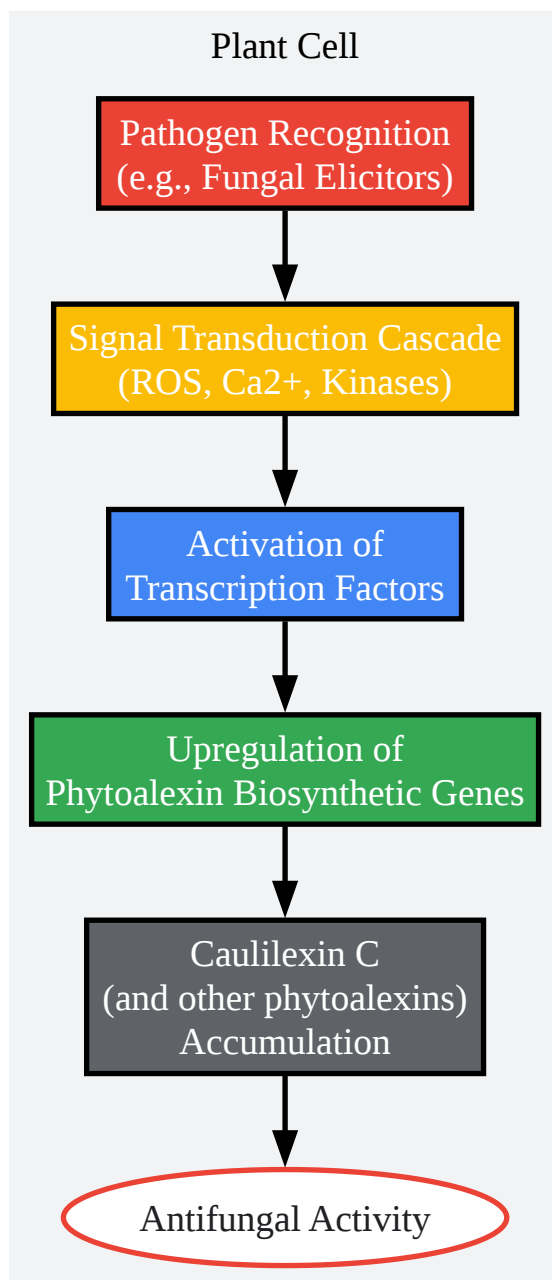 Plant Cell
Pathogen Recognition
(e.g., Fungal Elicitors)
Signal Transduction Cascade
(ROS, Ca2+, Kinases)
Activation of
Transcription Factors
Upregulation of
Phytoalexin Biosynthetic Genes
Caulilexin C
(and other phytoalexins)
Accumulation
Antifungal Activity